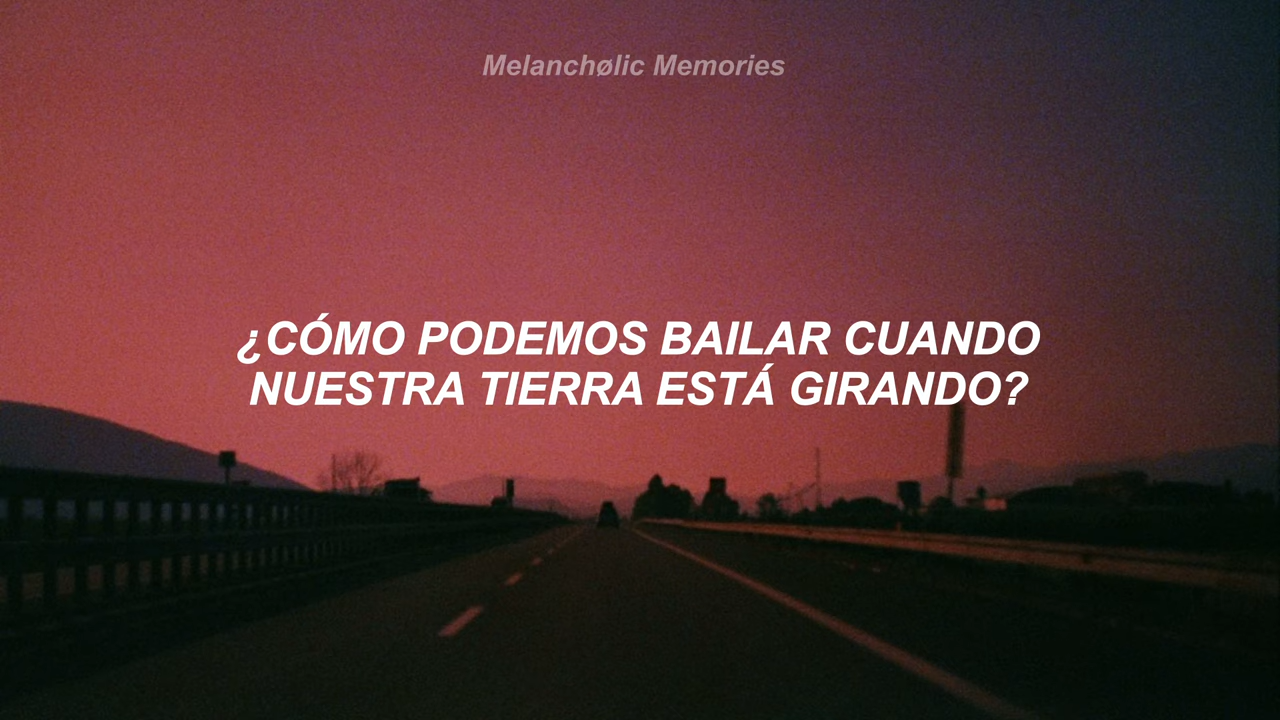 Melanchølic Memories
¿CÓMO PODEMOS BAILAR CUANDO
NUESTRA TIERRA ESTÁ GIRANDO?